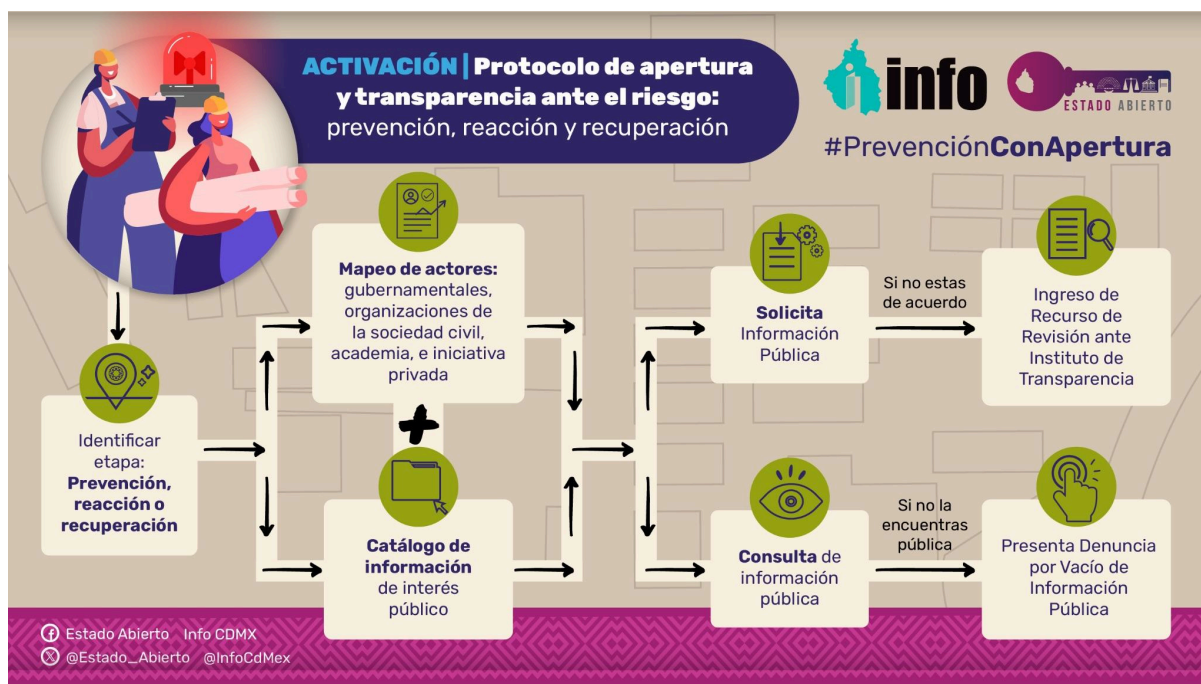 ACTIVACIÓN | Protocolo de apertura
y transparencia ante el riesgo:
prevención, reacción y recuperación
info
ESTADO ABIERTO
#PrevenciónConApertura
Identificar
etapa:
Prevención,
reacción o
recuperación
Mapeo de actores:
gubernamentales,
organizaciones de
la sociedad civil,
academia, e iniciativa
privada
Catálogo de
información
de interés
público
Solicita
Información
Pública
Si no estas
de acuerdo
Ingreso de
Recurso de
Revisión ante
Instituto de
Transparencia
Consulta de
información
pública
Si no la
encuentras
pública
Presenta Denuncia
por Vacío de
Información
Pública
Estado Abierto Info CDMX
@Estado_Abierto @InfoCdMex